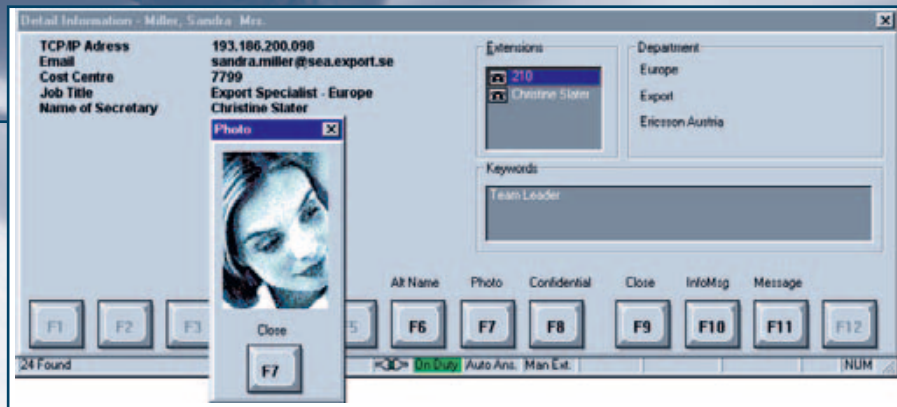 Detail Information - Miller, Sandra Mrs.
TCP/IP Adress 193.186.200.098
Email sandra.miller@sea.export.se
Cost Centre 7799
Job Title Export Specialist - Europe
Name of Secretary Christine Slater
Extensions
210
Christine Slater
Department
Europe
Export
Ericsson Austria
Keywords
Team Leader
Photo
Close
F7
Alt Name Photo Confidential Close InfoMsg Message
F1 F2 F3 F5 F6 F7 F8 F9 F10 F11 F12
24 Found On Duty Auto Ans. Man Ext. NUM